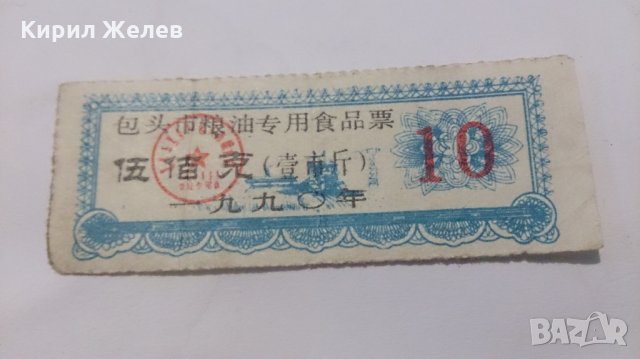 Кирил Желев
包头市粮油专用食品票
伍佰克(壹市斤)
10
一九九〇年
BAZAR